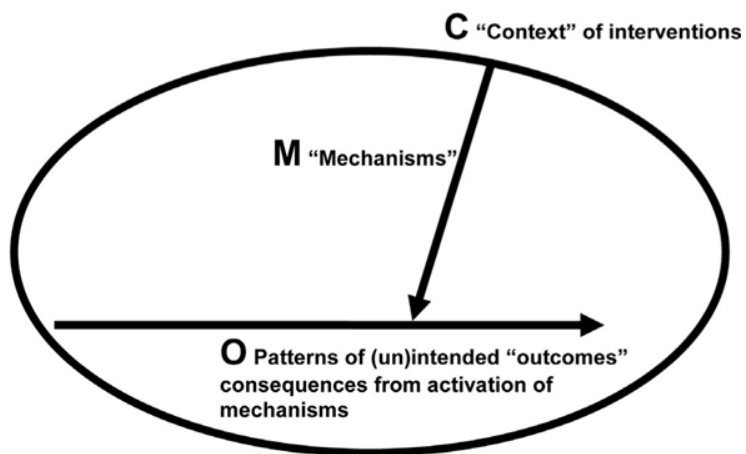 C “Context” of interventions
M “Mechanisms”
O Patterns of (un)intended “outcomes”
consequences from activation of
mechanisms